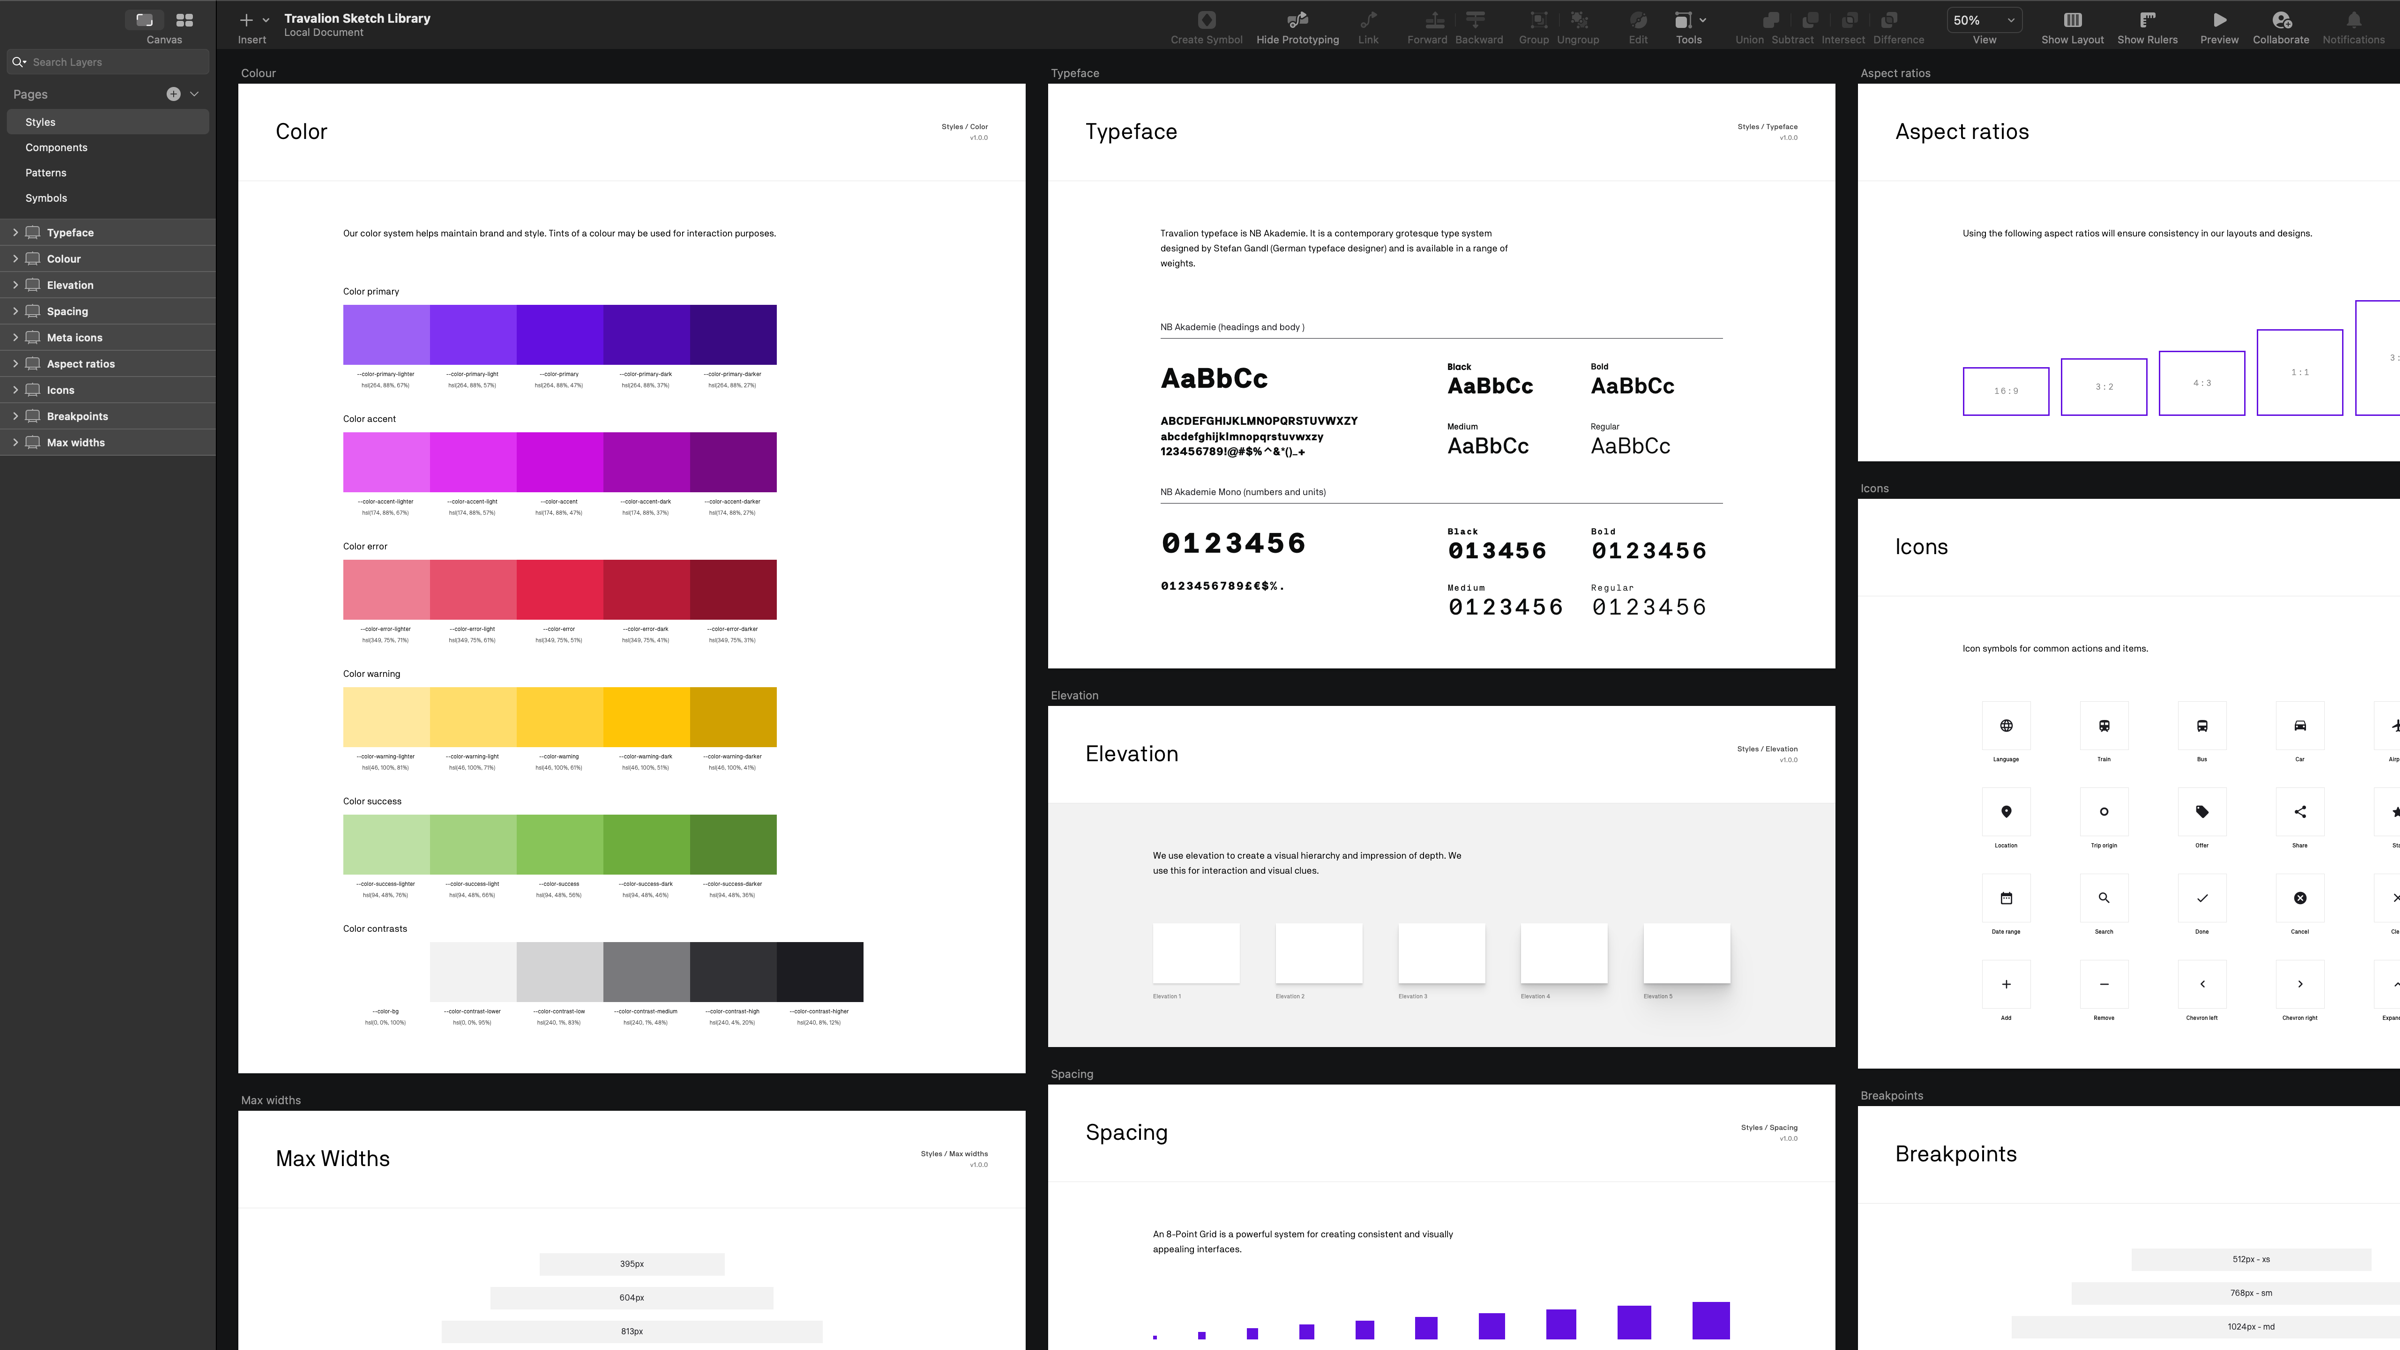 Canvas
Insert
Travalion Sketch Library
Local Document
Create Symbol
Hide Prototyping
Link
Forward
Backward
Group
Ungroup
Edit
Tools
Union
Subtract
Intersect
Difference
50%
View
Show Layout
Show Rulers
Preview
Collaborate
Notifications
Search Layers
Pages
Styles
Components
Patterns
Symbols
Typeface
Colour
Elevation
Spacing
Meta icons
Aspect ratios
Icons
Breakpoints
Max widths
Colour
Color
Styles / Color
v1.0.0
Our color system helps maintain brand and style. Tints of a colour may be used for interaction purposes.
Color primary
--color-primary-lighter --color-primary-light --color-primary --color-primary-dark --color-primary-darker
hsl(264, 88%, 67%) hsl(264, 88%, 57%) hsl(264, 88%, 47%) hsl(264, 88%, 37%) hsl(264, 88%, 27%)
Color accent
--color-accent-lighter --color-accent-light --color-accent --color-accent-dark --color-accent-darker
hsl(174, 88%, 67%) hsl(174, 88%, 57%) hsl(174, 88%, 47%) hsl(174, 88%, 37%) hsl(174, 88%, 27%)
Color error
--color-error-lighter --color-error-light --color-error --color-error-dark --color-error-darker
hsl(349, 75%, 71%) hsl(349, 75%, 61%) hsl(349, 75%, 51%) hsl(349, 75%, 41%) hsl(349, 75%, 31%)
Color warning
--color-warning-lighter --color-warning-light --color-warning --color-warning-dark --color-warning-darker
hsl(46, 100%, 81%) hsl(46, 100%, 71%) hsl(46, 100%, 61%) hsl(46, 100%, 51%) hsl(46, 100%, 41%)
Color success
--color-success-lighter --color-success-light --color-success --color-success-dark --color-success-darker
hsl(94, 48%, 76%) hsl(94, 48%, 66%) hsl(94, 48%, 56%) hsl(94, 48%, 46%) hsl(94, 48%, 36%)
Color contrasts
--color-bg --color-contrast-lower --color-contrast-low --color-contrast-medium --color-contrast-high --color-contrast-higher
hsl(0, 0%, 100%) hsl(0, 0%, 95%) hsl(240, 1%, 83%) hsl(240, 1%, 48%) hsl(240, 4%, 20%) hsl(240, 8%, 12%)
Max widths
Max Widths
Styles / Max widths
v1.0.0
395px
604px
813px
Typeface
Typeface
Styles / Typeface
v1.0.0
Travalion typeface is NB Akademie. It is a contemporary grotesque type system
designed by Stefan Gandl (German typeface designer) and is available in a range of
weights.
NB Akademie (headings and body )
AaBbCc
ABCDEFGHIJKLMNOPQRSTUVWXZY
abcdefghijklmnopqrstuvwxzy
123456789!@#$%^&*()_+
Black
AaBbCc
Bold
AaBbCc
Medium
AaBbCc
Regular
AaBbCc
NB Akademie Mono (numbers and units)
0123456
0123456789£€$%.
Black
013456
Bold
0123456
Medium
0123456
Regular
0123456
Elevation
Elevation
Styles / Elevation
v1.0.0
We use elevation to create a visual hierarchy and impression of depth. We
use this for interaction and visual clues.
Elevation 1 Elevation 2 Elevation 3 Elevation 4 Elevation 5
Spacing
Spacing
Styles / Spacing
v1.0.0
An 8-Point Grid is a powerful system for creating consistent and visually
appealing interfaces.
Aspect ratios
Aspect ratios
Using the following aspect ratios will ensure consistency in our layouts and designs.
16:9 3:2 4:3 1:1 3:
Icons
Icons
Icon symbols for common actions and items.
Language Train Bus Car Airp
Location Trip origin Offer Share Sta
Date range Search Done Cancel Cle
Add Remove Chevron left Chevron right Expan
Breakpoints
Breakpoints
512px - xs
768px - sm
1024px - md